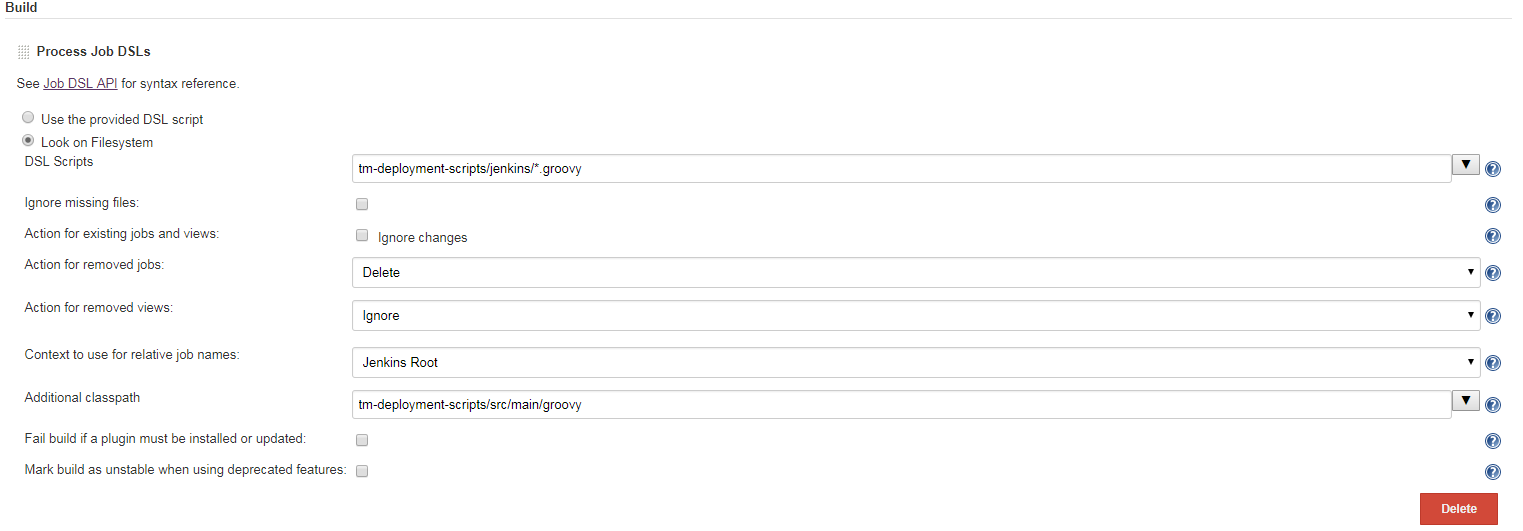 Build
Process Job DSLs
See Job DSL API for syntax reference.
Use the provided DSL script
Look on Filesystem
DSL Scripts
tm-deployment-scripts/jenkins/*.groovy
Ignore missing files:
Action for existing jobs and views:
Ignore changes
Action for removed jobs:
Delete
Action for removed views:
Ignore
Context to use for relative job names:
Jenkins Root
Additional classpath
tm-deployment-scripts/src/main/groovy
Fail build if a plugin must be installed or updated:
Mark build as unstable when using deprecated features:
Delete